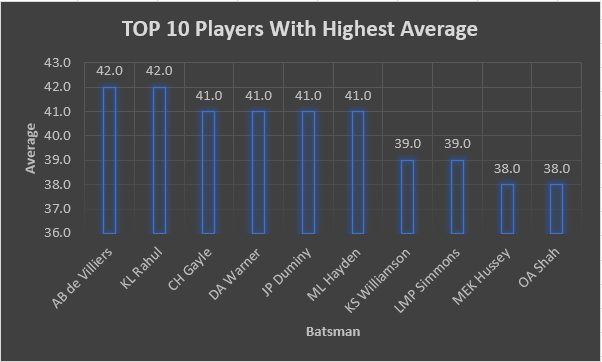 TOP 10 Players With Highest Average
43.0
42.0
41.0
40.0
39.0
38.0
37.0
36.0
Average
42.0
42.0
41.0
41.0
41.0
41.0
39.0
39.0
38.0
38.0
AB de Villiers
KL Rahul
CH Gayle
DA Warner
JP Duminy
ML Hayden
KS Williamson
LMP Simmons
MEK Hussey
OA Shah
Batsman